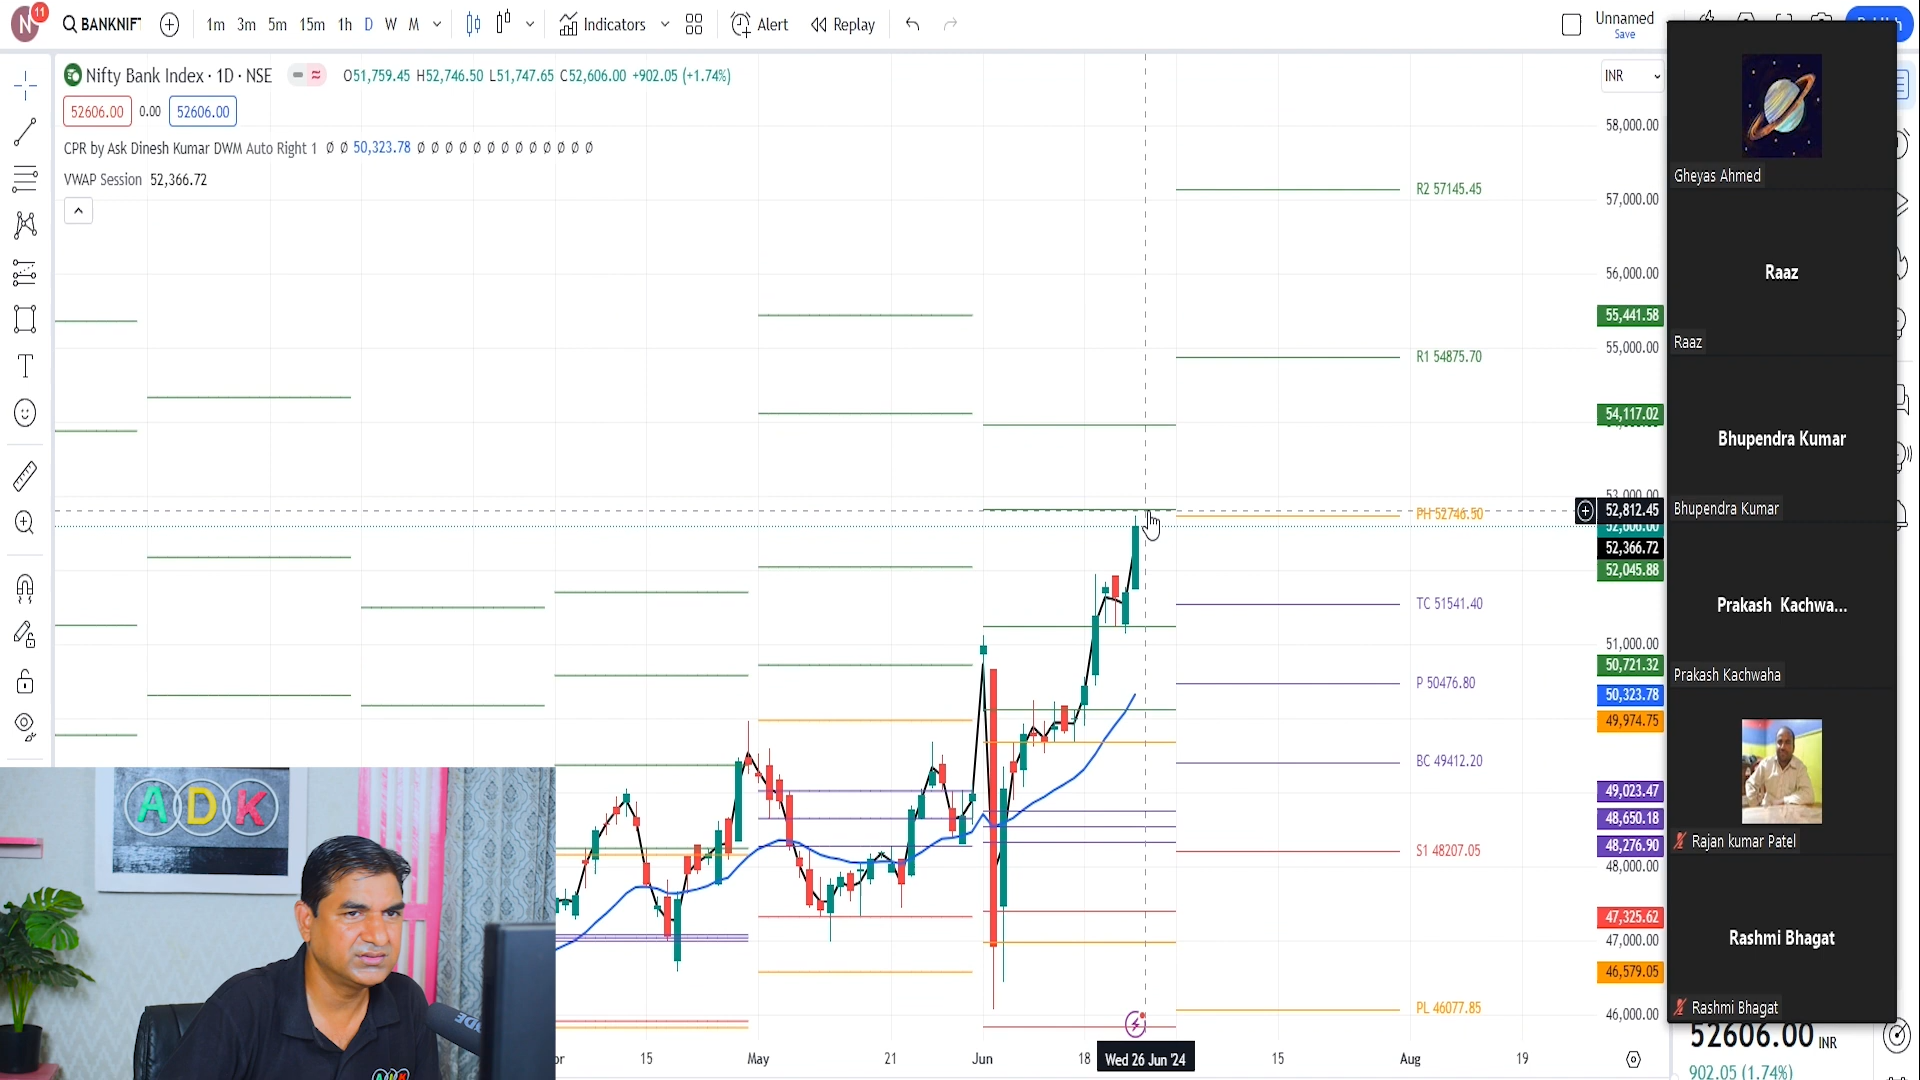 N 11 BANKNIFT 1m 3m 5m 15m 1h D W M Indicators Alert Replay Unnamed
Save
Nifty Bank Index · 1D · NSE O51,759.45 H52,746.50 L51,747.65 C52,606.00 +902.05 (+1.74%)
INR
52606.00 0.00 52606.00
CPR by Ask Dinesh Kumar DWM Auto Right 1 Ø Ø 50,323.78 Ø Ø Ø Ø Ø Ø Ø Ø Ø Ø Ø Ø Ø
VWAP Session 52,366.72
58,000.00
R2 57145.45
57,000.00
56,000.00
55,441.58
55,000.00
R1 54875.70
54,117.02
53,000.00
PH 52746.50
52,812.45
52,606.00
52,366.72
52,045.88
TC 51541.40
51,000.00
50,721.32
P 50476.80
50,323.78
49,974.75
BC 49412.20
49,023.47
48,650.18
48,276.90
S1 48207.05
48,000.00
47,325.62
47,000.00
46,579.05
PL 46077.85
46,000.00
15 May 21 Jun 18 Wed 26 Jun '24 15 Aug 19
Gheyas Ahmed
Raaz
Raaz
Bhupendra Kumar
Bhupendra Kumar
Prakash Kachwa...
Prakash Kachwaha
Rajan kumar Patel
Rashmi Bhagat
Rashmi Bhagat
52606.00 INR
902.05 (1.74%)
ADK
ADK